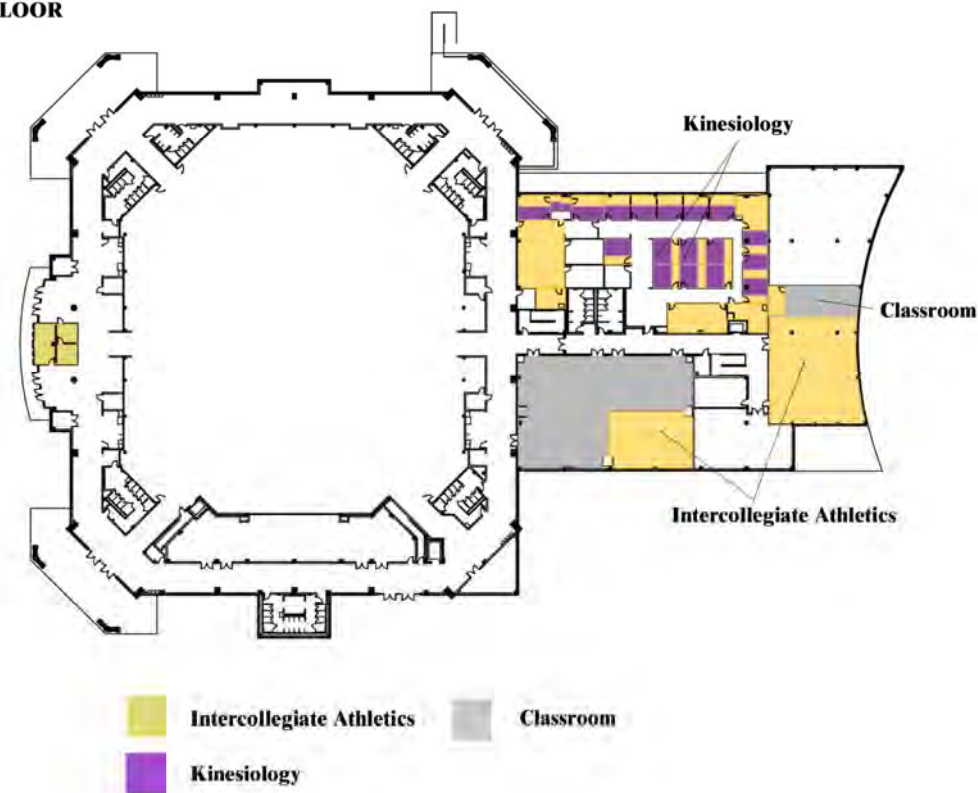 LOOR
Kinesiology
Classroom
Intercollegiate Athletics
Intercollegiate Athletics
Classroom
Kinesiology